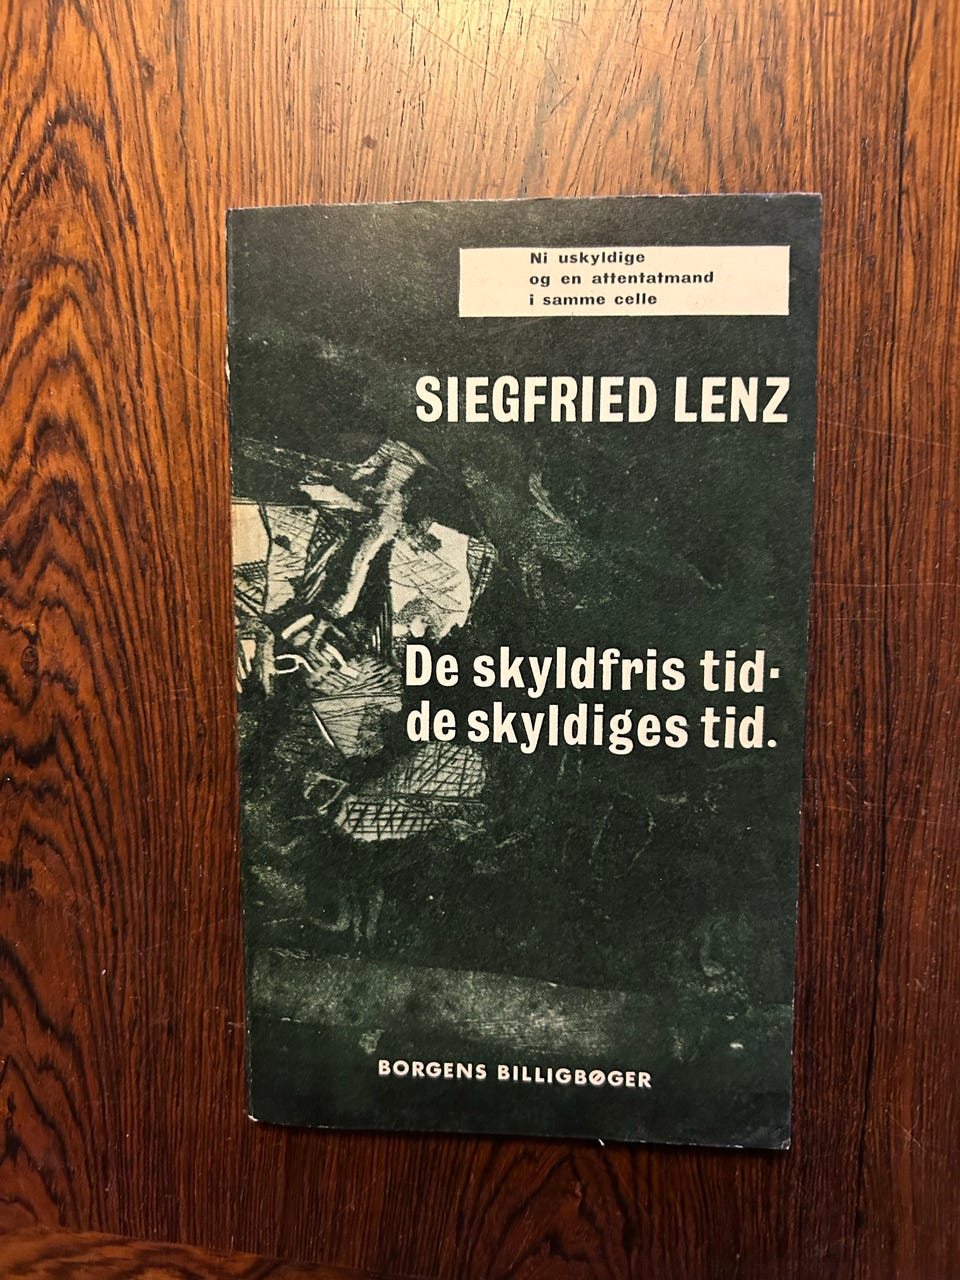 Ni uskyldige
og en attentatmand
i samme celle
SIEGFRIED LENZ
De skyldfris tid·
de skyldiges tid.
BORGENS BILLIGBØGER